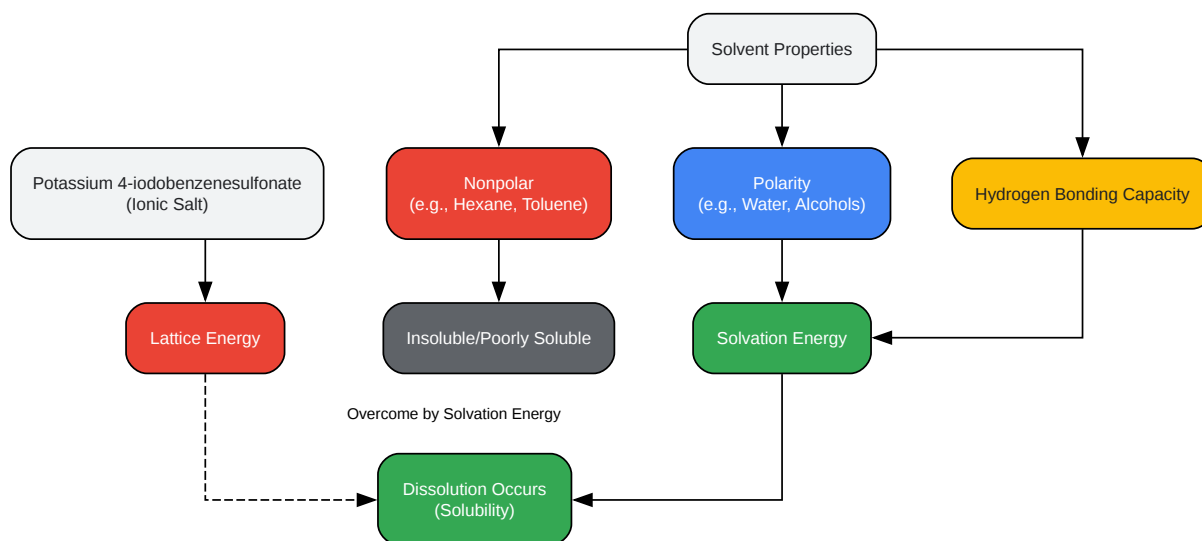 Solvent Properties
Potassium 4-iodobenzenesulfonate
(Ionic Salt)
Nonpolar
(e.g., Hexane, Toluene)
Polarity
(e.g., Water, Alcohols)
Hydrogen Bonding Capacity
Lattice Energy
Insoluble/Poorly Soluble
Solvation Energy
Overcome by Solvation Energy
Dissolution Occurs
(Solubility)